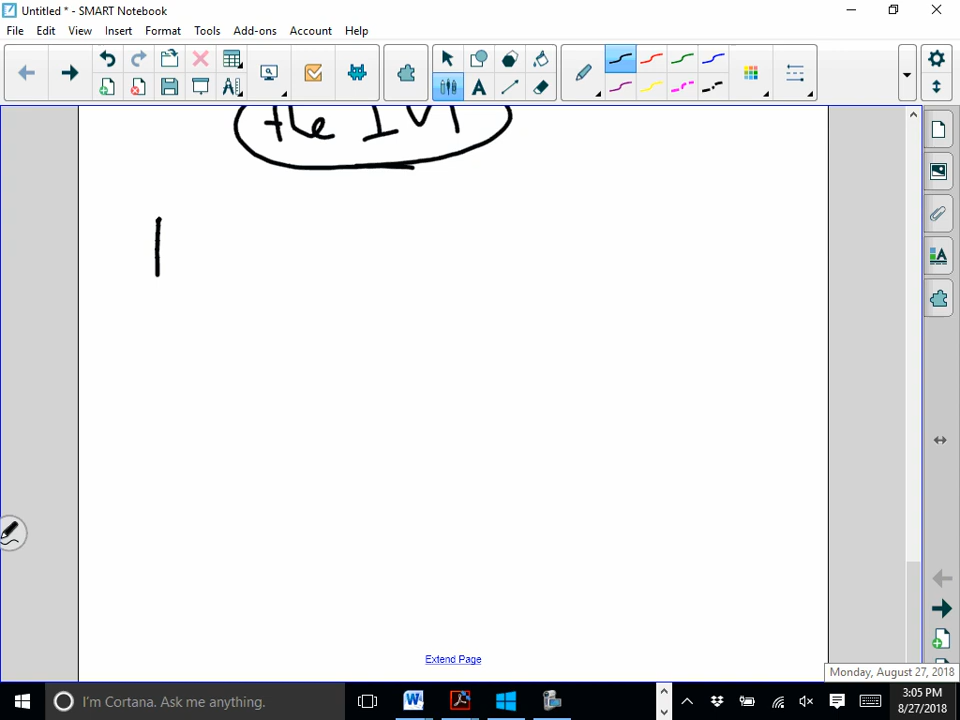 Untitled * - SMART Notebook
File Edit View Insert Format Tools Add-ons Account Help
the IVT
Extend Page
Monday, August 27, 2018
I'm Cortana. Ask me anything.
3:05 PM
8/27/2018